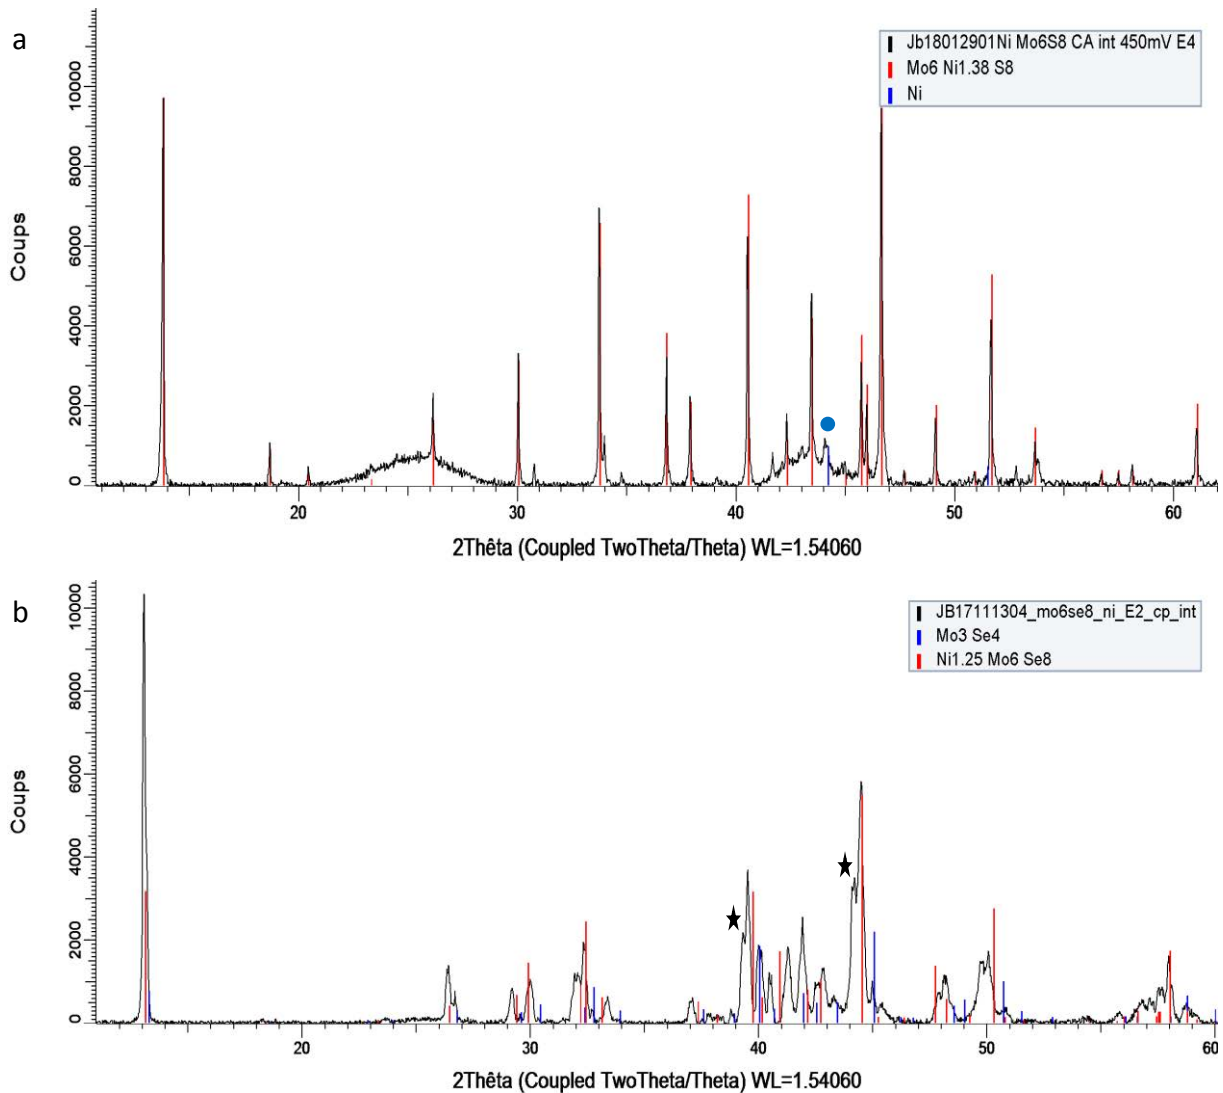 a
Jb18012901Ni Mo6S8 CA int 450mV E4
Mo6 Ni1.38 S8
Ni
Coups
10000
8000
6000
4000
2000
0
20 30 40 50 60
2Thêta (Coupled TwoTheta/Theta) WL=1.54060
b
JB17111304_mo6se8_ni_E2_cp_int
Mo3 Se4
Ni1.25 Mo6 Se8
Coups
10000
8000
6000
4000
2000
0
20 30 40 50 60
2Thêta (Coupled TwoTheta/Theta) WL=1.54060